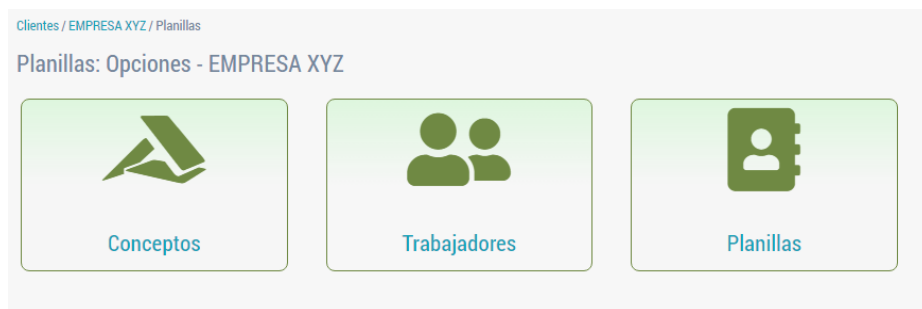 Clientes / EMPRESA XYZ / Planillas
Planillas: Opciones - EMPRESA XYZ
Conceptos
Trabajadores
Planillas